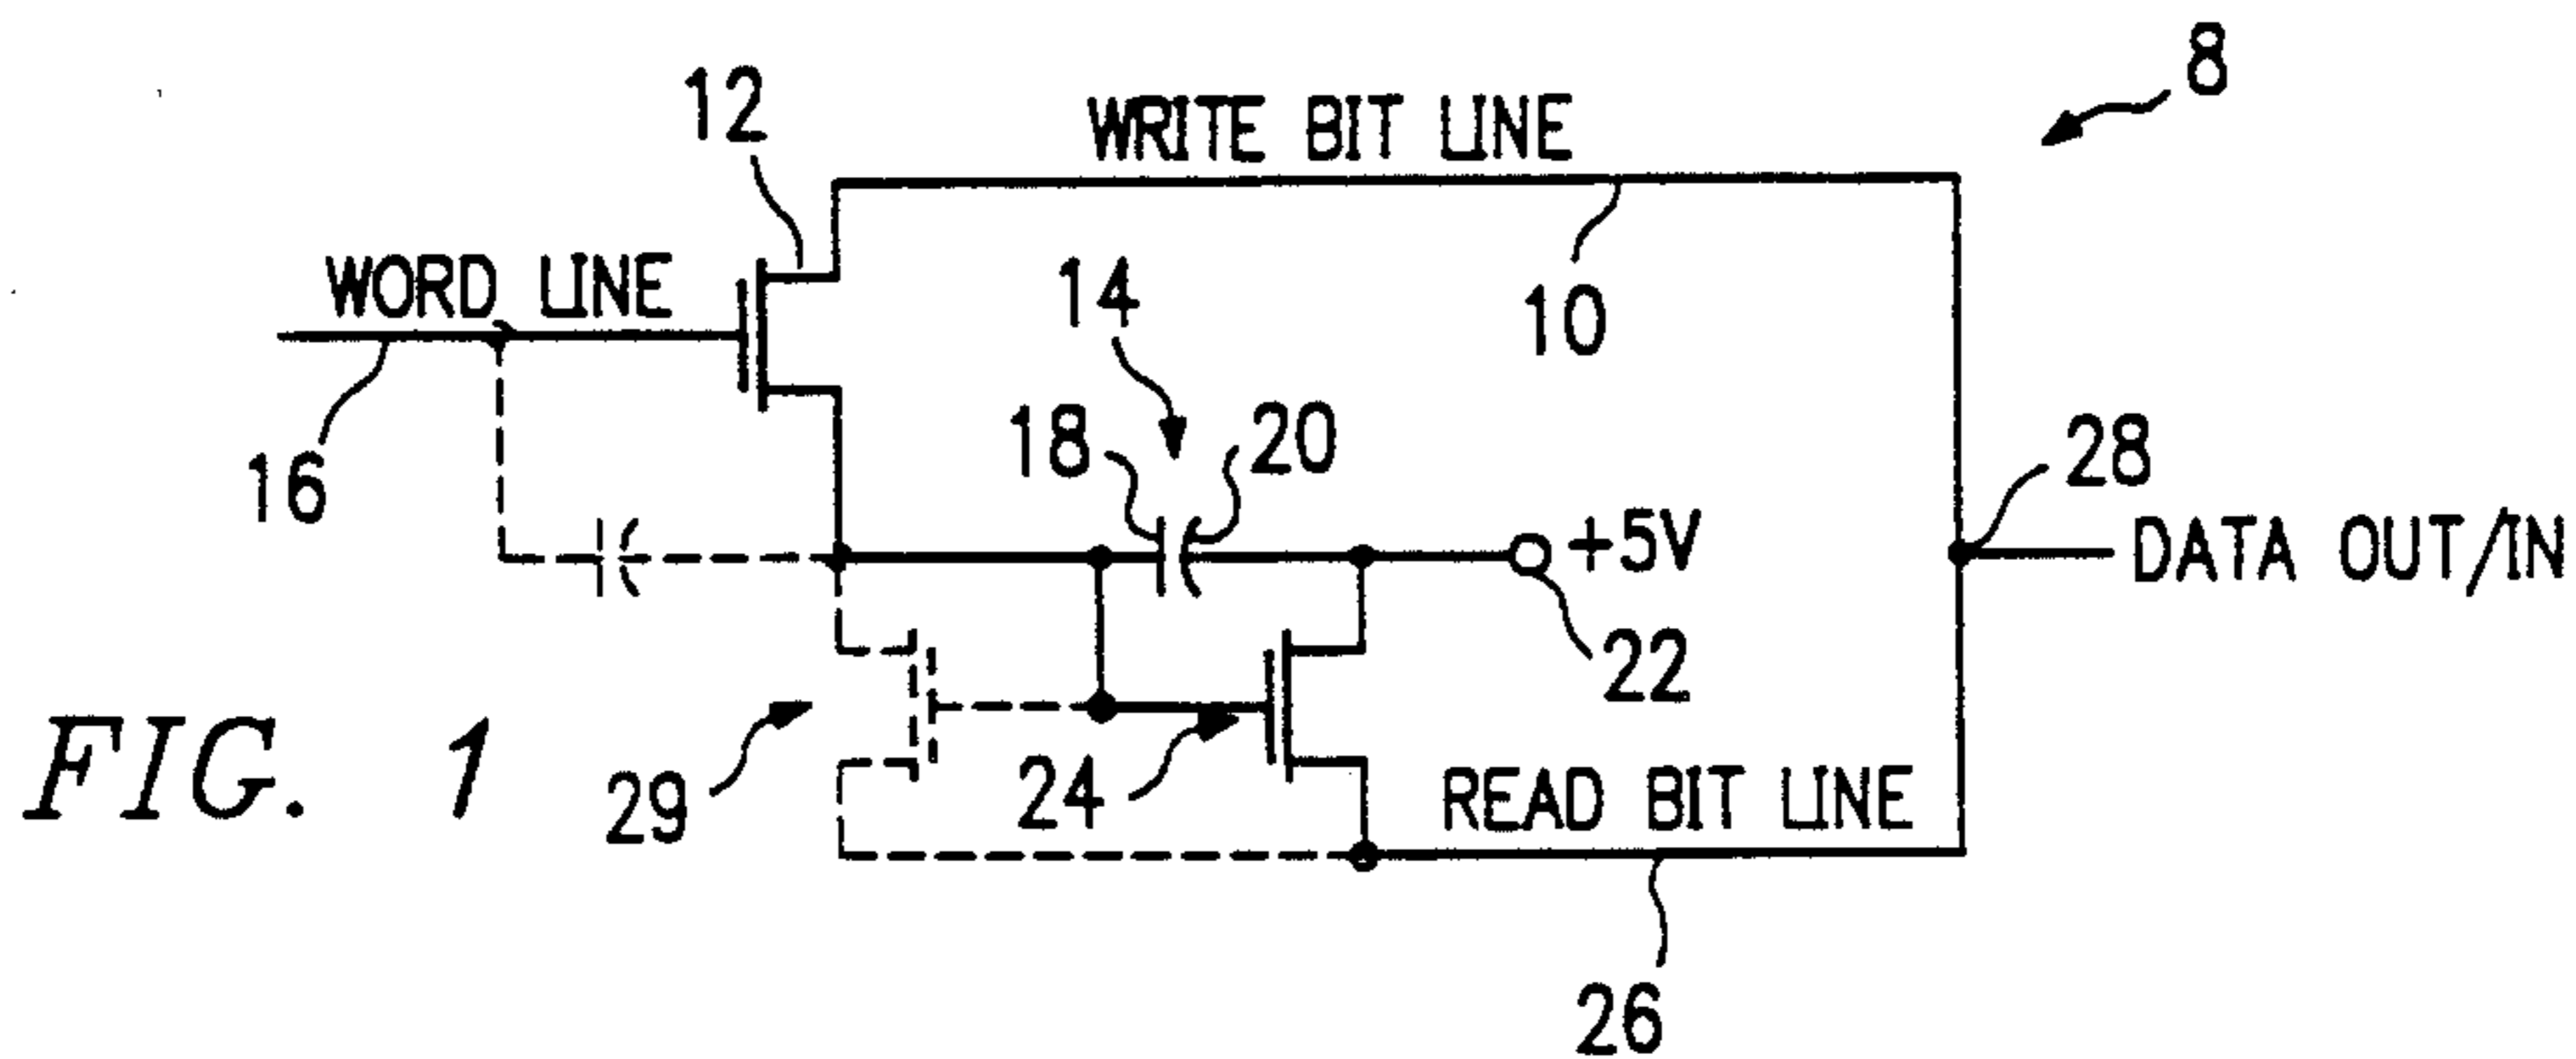 8
12
WRITE BIT LINE
WORD LINE
14
10
18
20
28
16
+5V
DATA OUT/IN
22
FIG. 1
29
24
READ BIT LINE
26